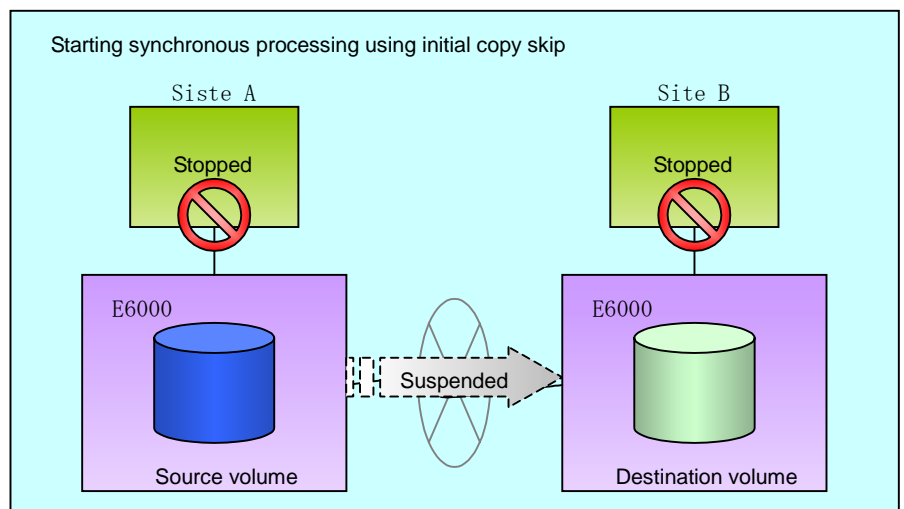 Starting synchronous processing using initial copy skip
Siste A
Site B
Stopped
Stopped
E6000
E6000
Suspended
Source volume
Destination volume